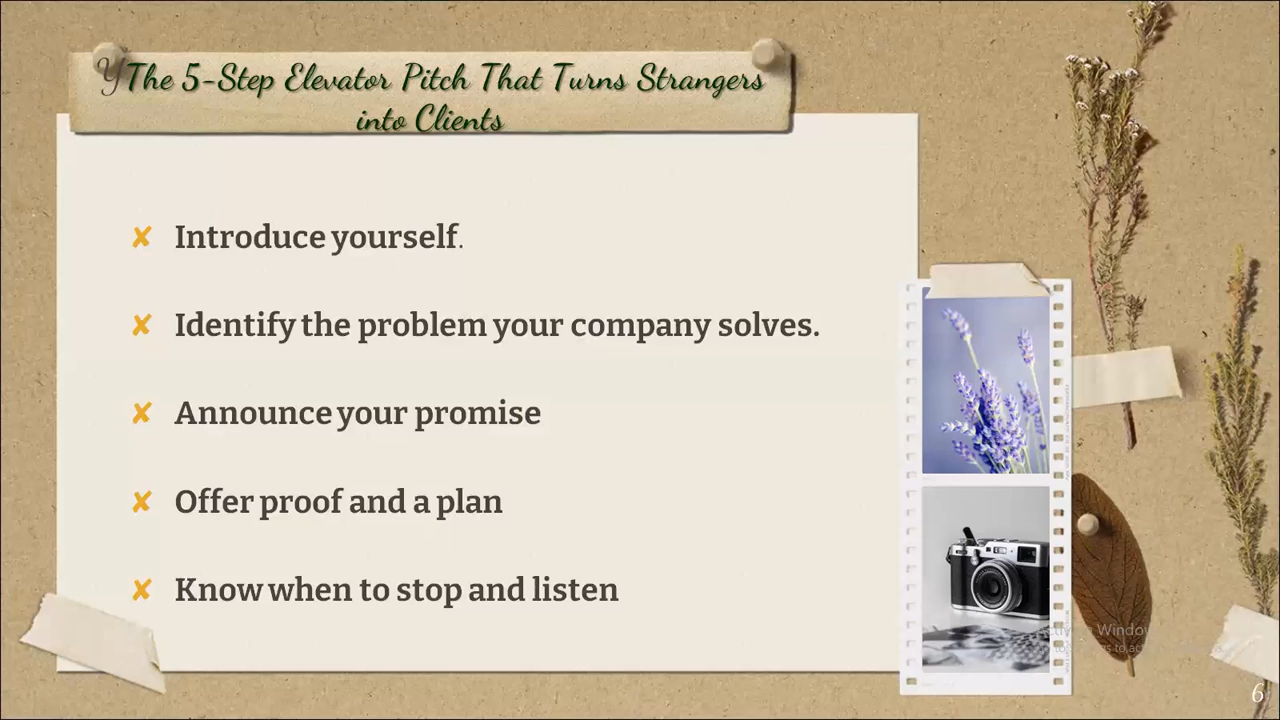 The 5-Step Elevator Pitch That Turns Strangers
into Clients
✘ Introduce yourself.
✘ Identify the problem your company solves.
✘ Announce your promise
✘ Offer proof and a plan
✘ Know when to stop and listen
6